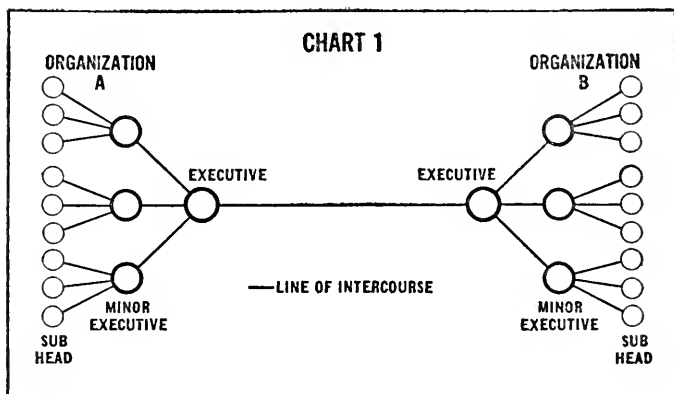 CHART 1
ORGANIZATION
A
ORGANIZATION
B
EXECUTIVE
EXECUTIVE
—LINE OF INTERCOURSE
MINOR
EXECUTIVE
MINOR
EXECUTIVE
SUB
HEAD
SUB
HEAD